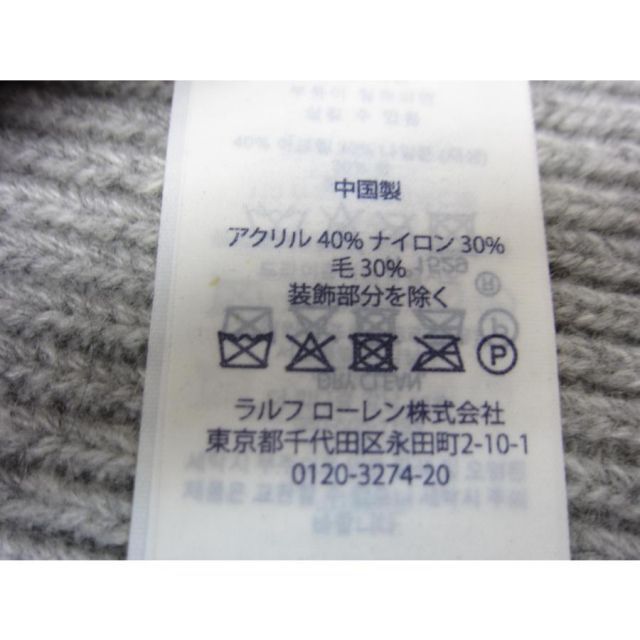 中国製
アクリル 40% ナイロン 30%
毛 30%
装飾部分を除く
P
ラルフ ローレン株式会社
東京都千代田区永田町2-10-1
0120-3274-20